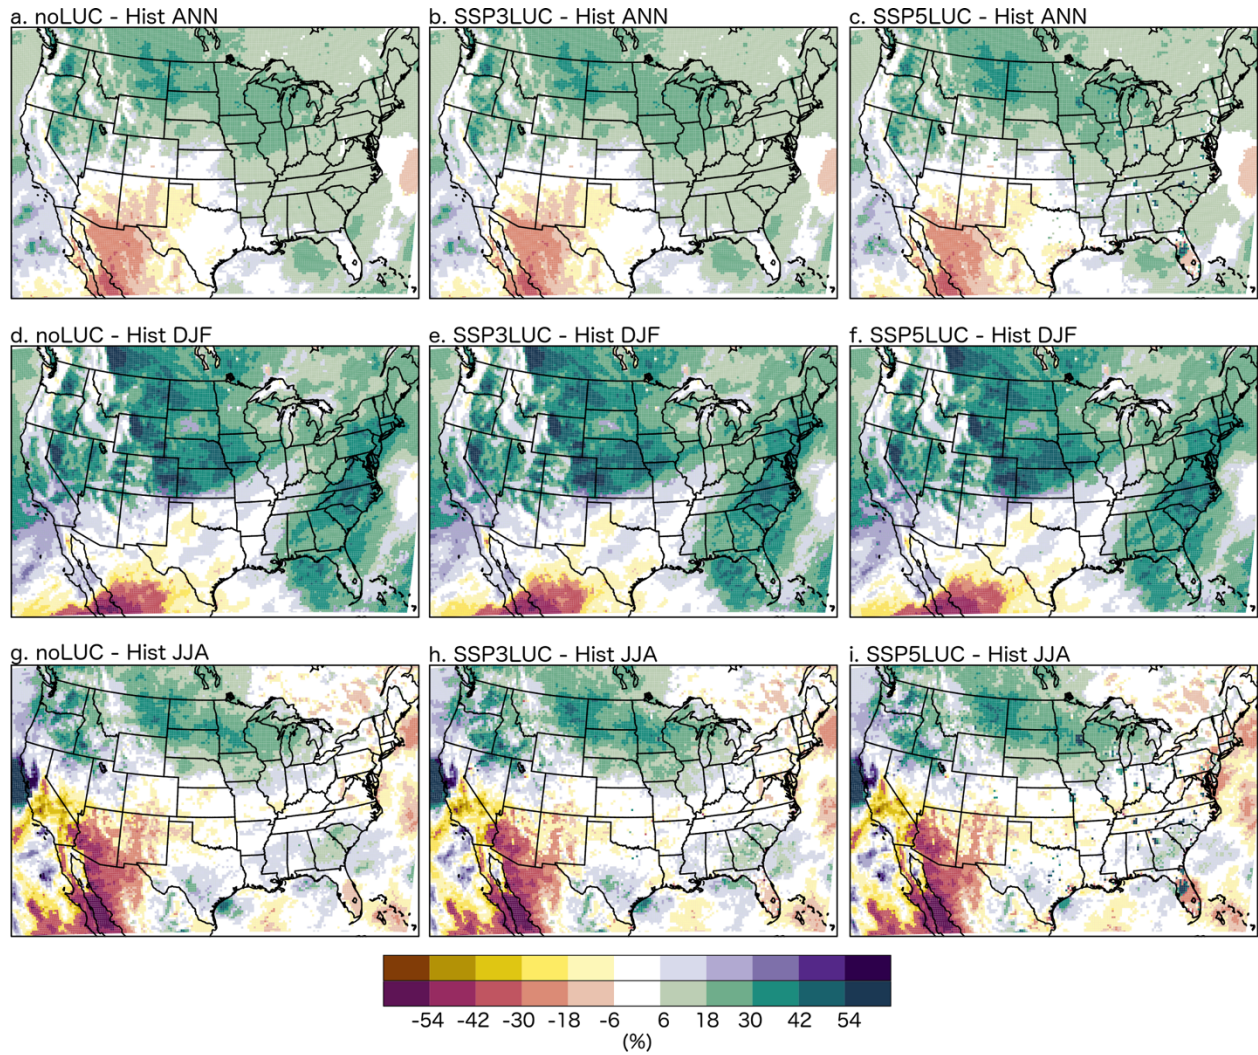 a. noLUC - Hist ANN
b. SSP3LUC - Hist ANN
c. SSP5LUC - Hist ANN
d. noLUC - Hist DJF
e. SSP3LUC - Hist DJF
f. SSP5LUC - Hist DJF
g. noLUC - Hist JJA
h. SSP3LUC - Hist JJA
i. SSP5LUC - Hist JJA
-54 -42 -30 -18 -6 6 18 30 42 54
(%)